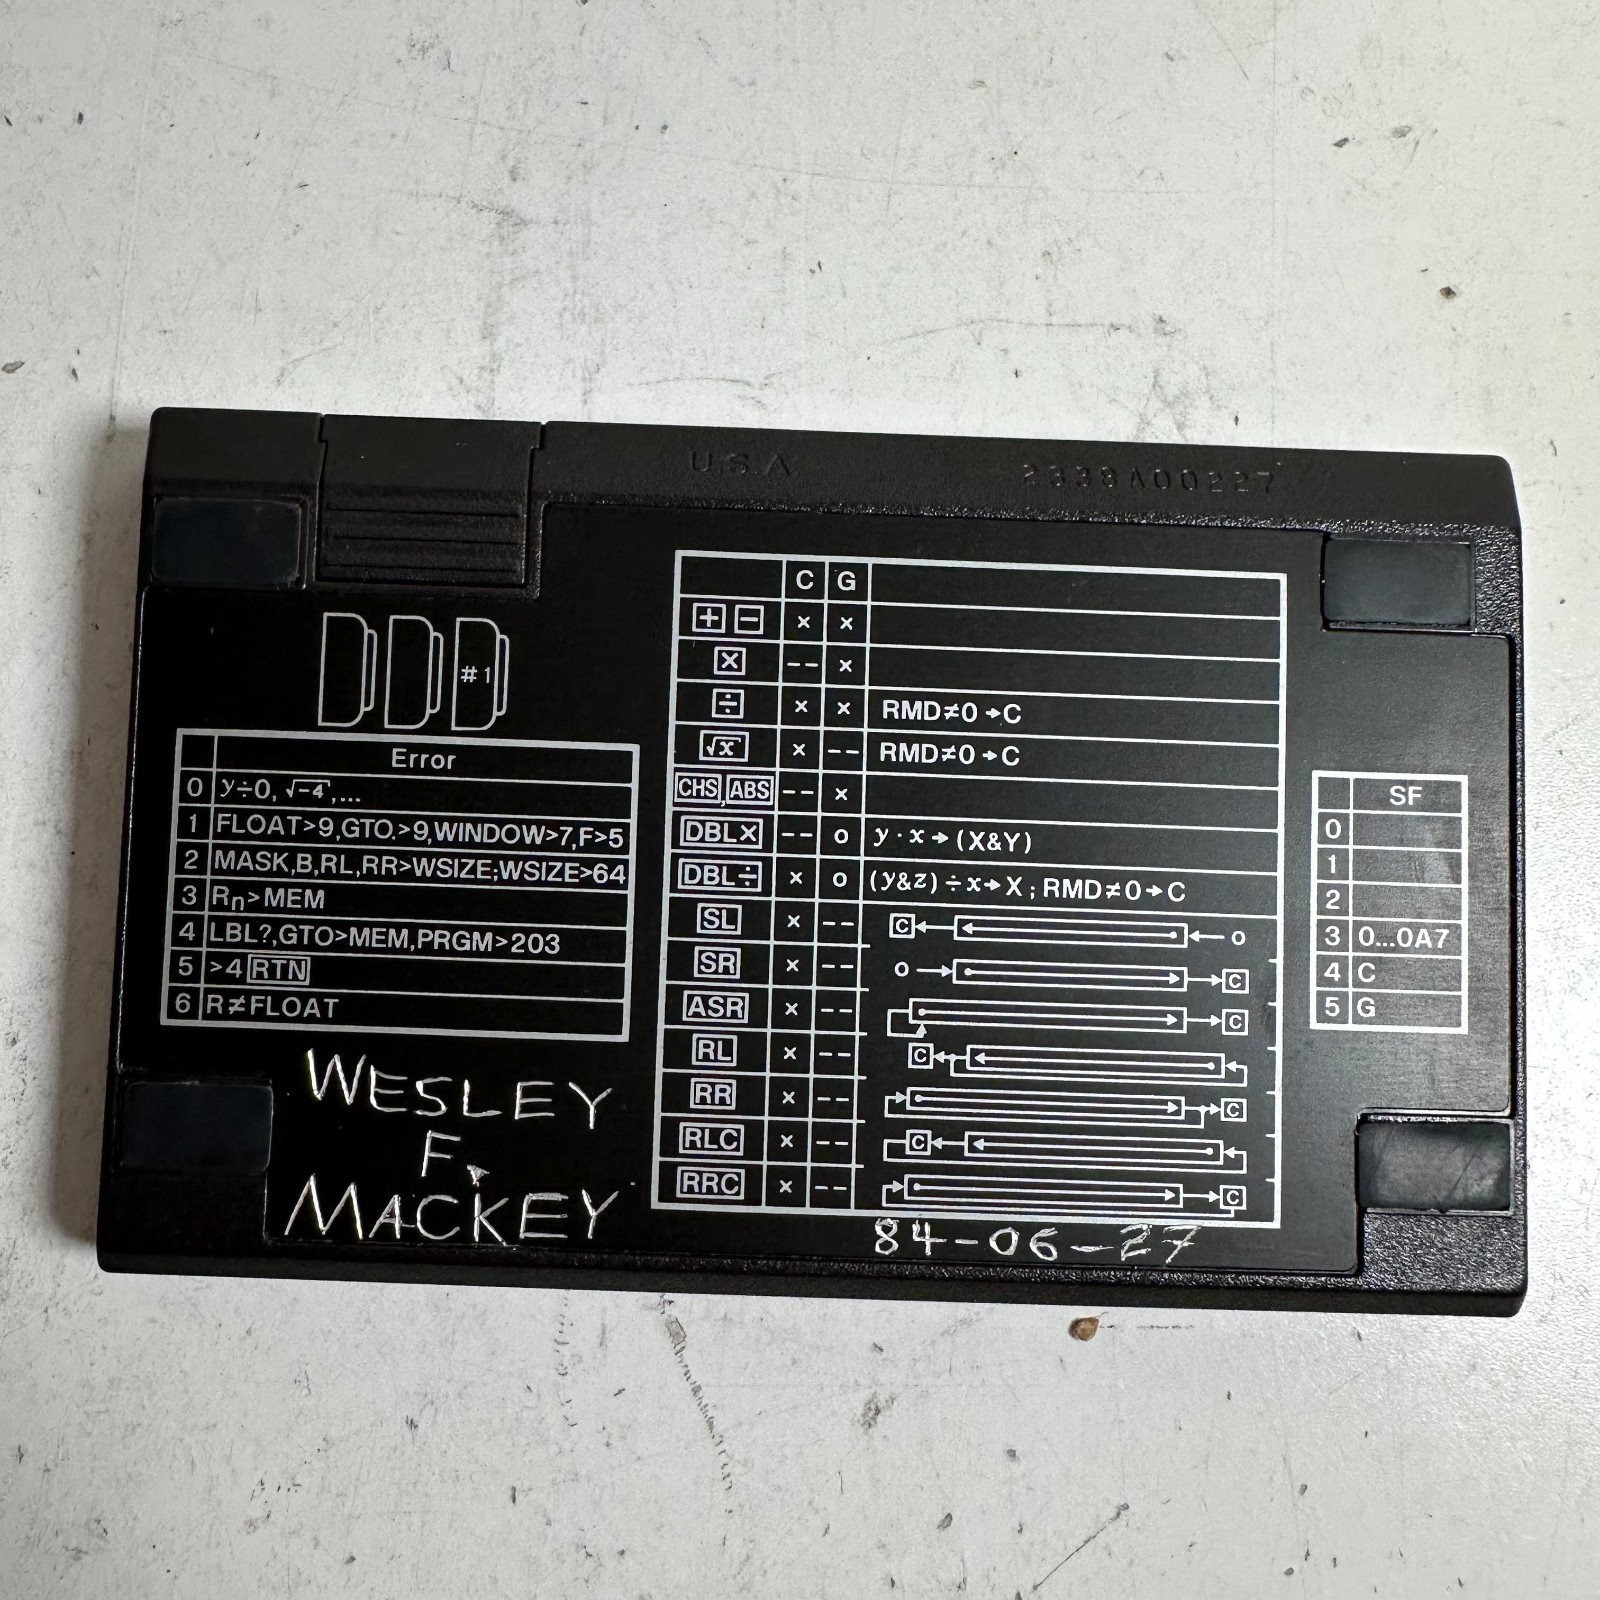 U.S.A. 2338A00227
#1
Error
0 y÷0, √-4,...
1 FLOAT>9,GTO.>9,WINDOW>7,F>5
2 MASK,B,RL,RR>WSIZE;WSIZE>64
3 Rn>MEM
4 LBL?,GTO>MEM,PRGM>203
5 >4 RTN
6 R≠FLOAT
WESLEY
F.
MACKEY
C G
+ − × ×
× -- ×
÷ × × RMD≠0→C
√x × -- RMD≠0→C
CHS,ABS -- ×
DBL× -- o y·x→(X&Y)
DBL÷ × o (y&z)÷x→X;RMD≠0→C
SL × -- C o
SR × -- o C
ASR × -- C
RL × -- C
RR × -- C
RLC × -- C
RRC × -- C
84-06-27
SF
0
1
2
3 0...0A7
4 C
5 G